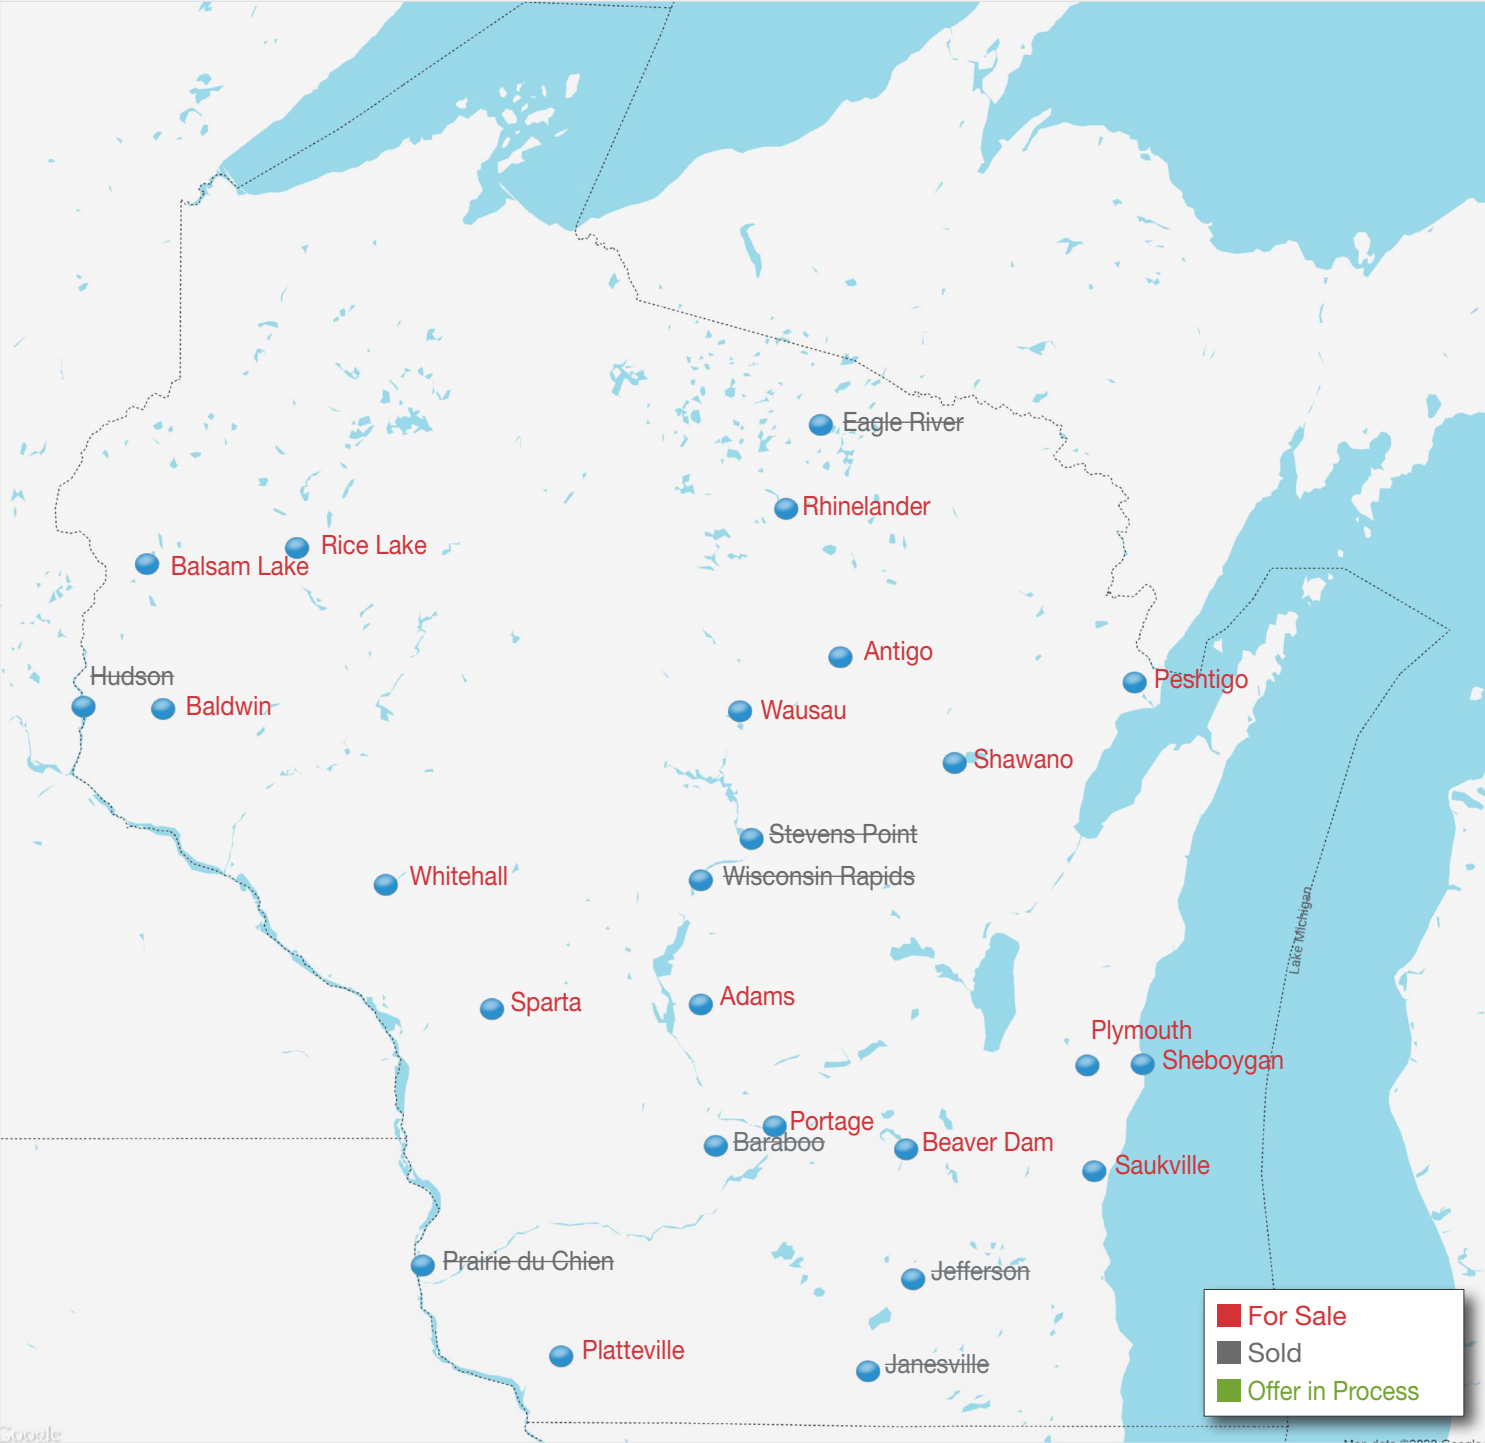 Eagle River
Rhinelander
Rice Lake
Balsam Lake
Antigo
Hudson
Peshtigo
Baldwin
Wausau
Shawano
Stevens Point
Whitehall
Wisconsin Rapids
Lake Michigan
Sparta
Adams
Plymouth
Sheboygan
Portage
Baraboo
Beaver Dam
Saukville
Prairie du Chien
Jefferson
Platteville
Janesville
For Sale
Sold
Offer in Process
Google